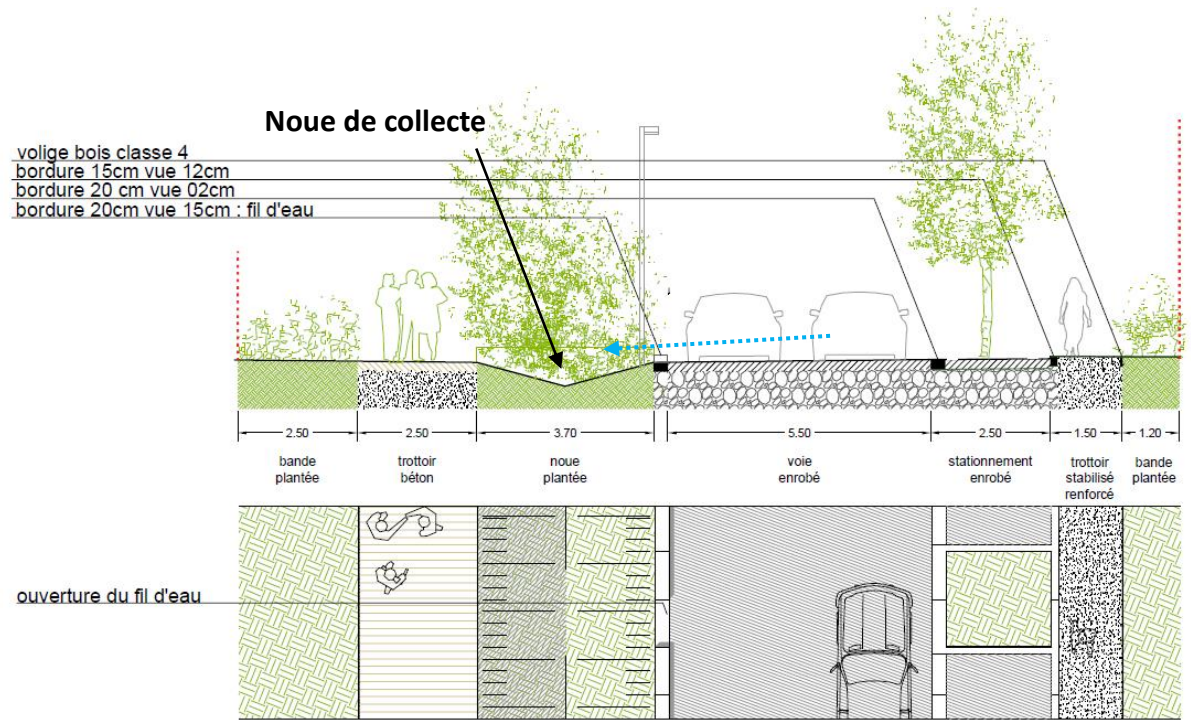 Noue de collecte
volige bois classe 4
bordure 15cm vue 12cm
bordure 20 cm vue 02cm
bordure 20cm vue 15cm : fil d'eau
2.50
2.50
3.70
5.50
2.50
1.50
1.20
bande
plantée
trottoir
béton
noue
plantée
voie
enrobé
stationnement
enrobé
trottoir
stabilisé
renforcé
bande
plantée
ouverture du fil d'eau